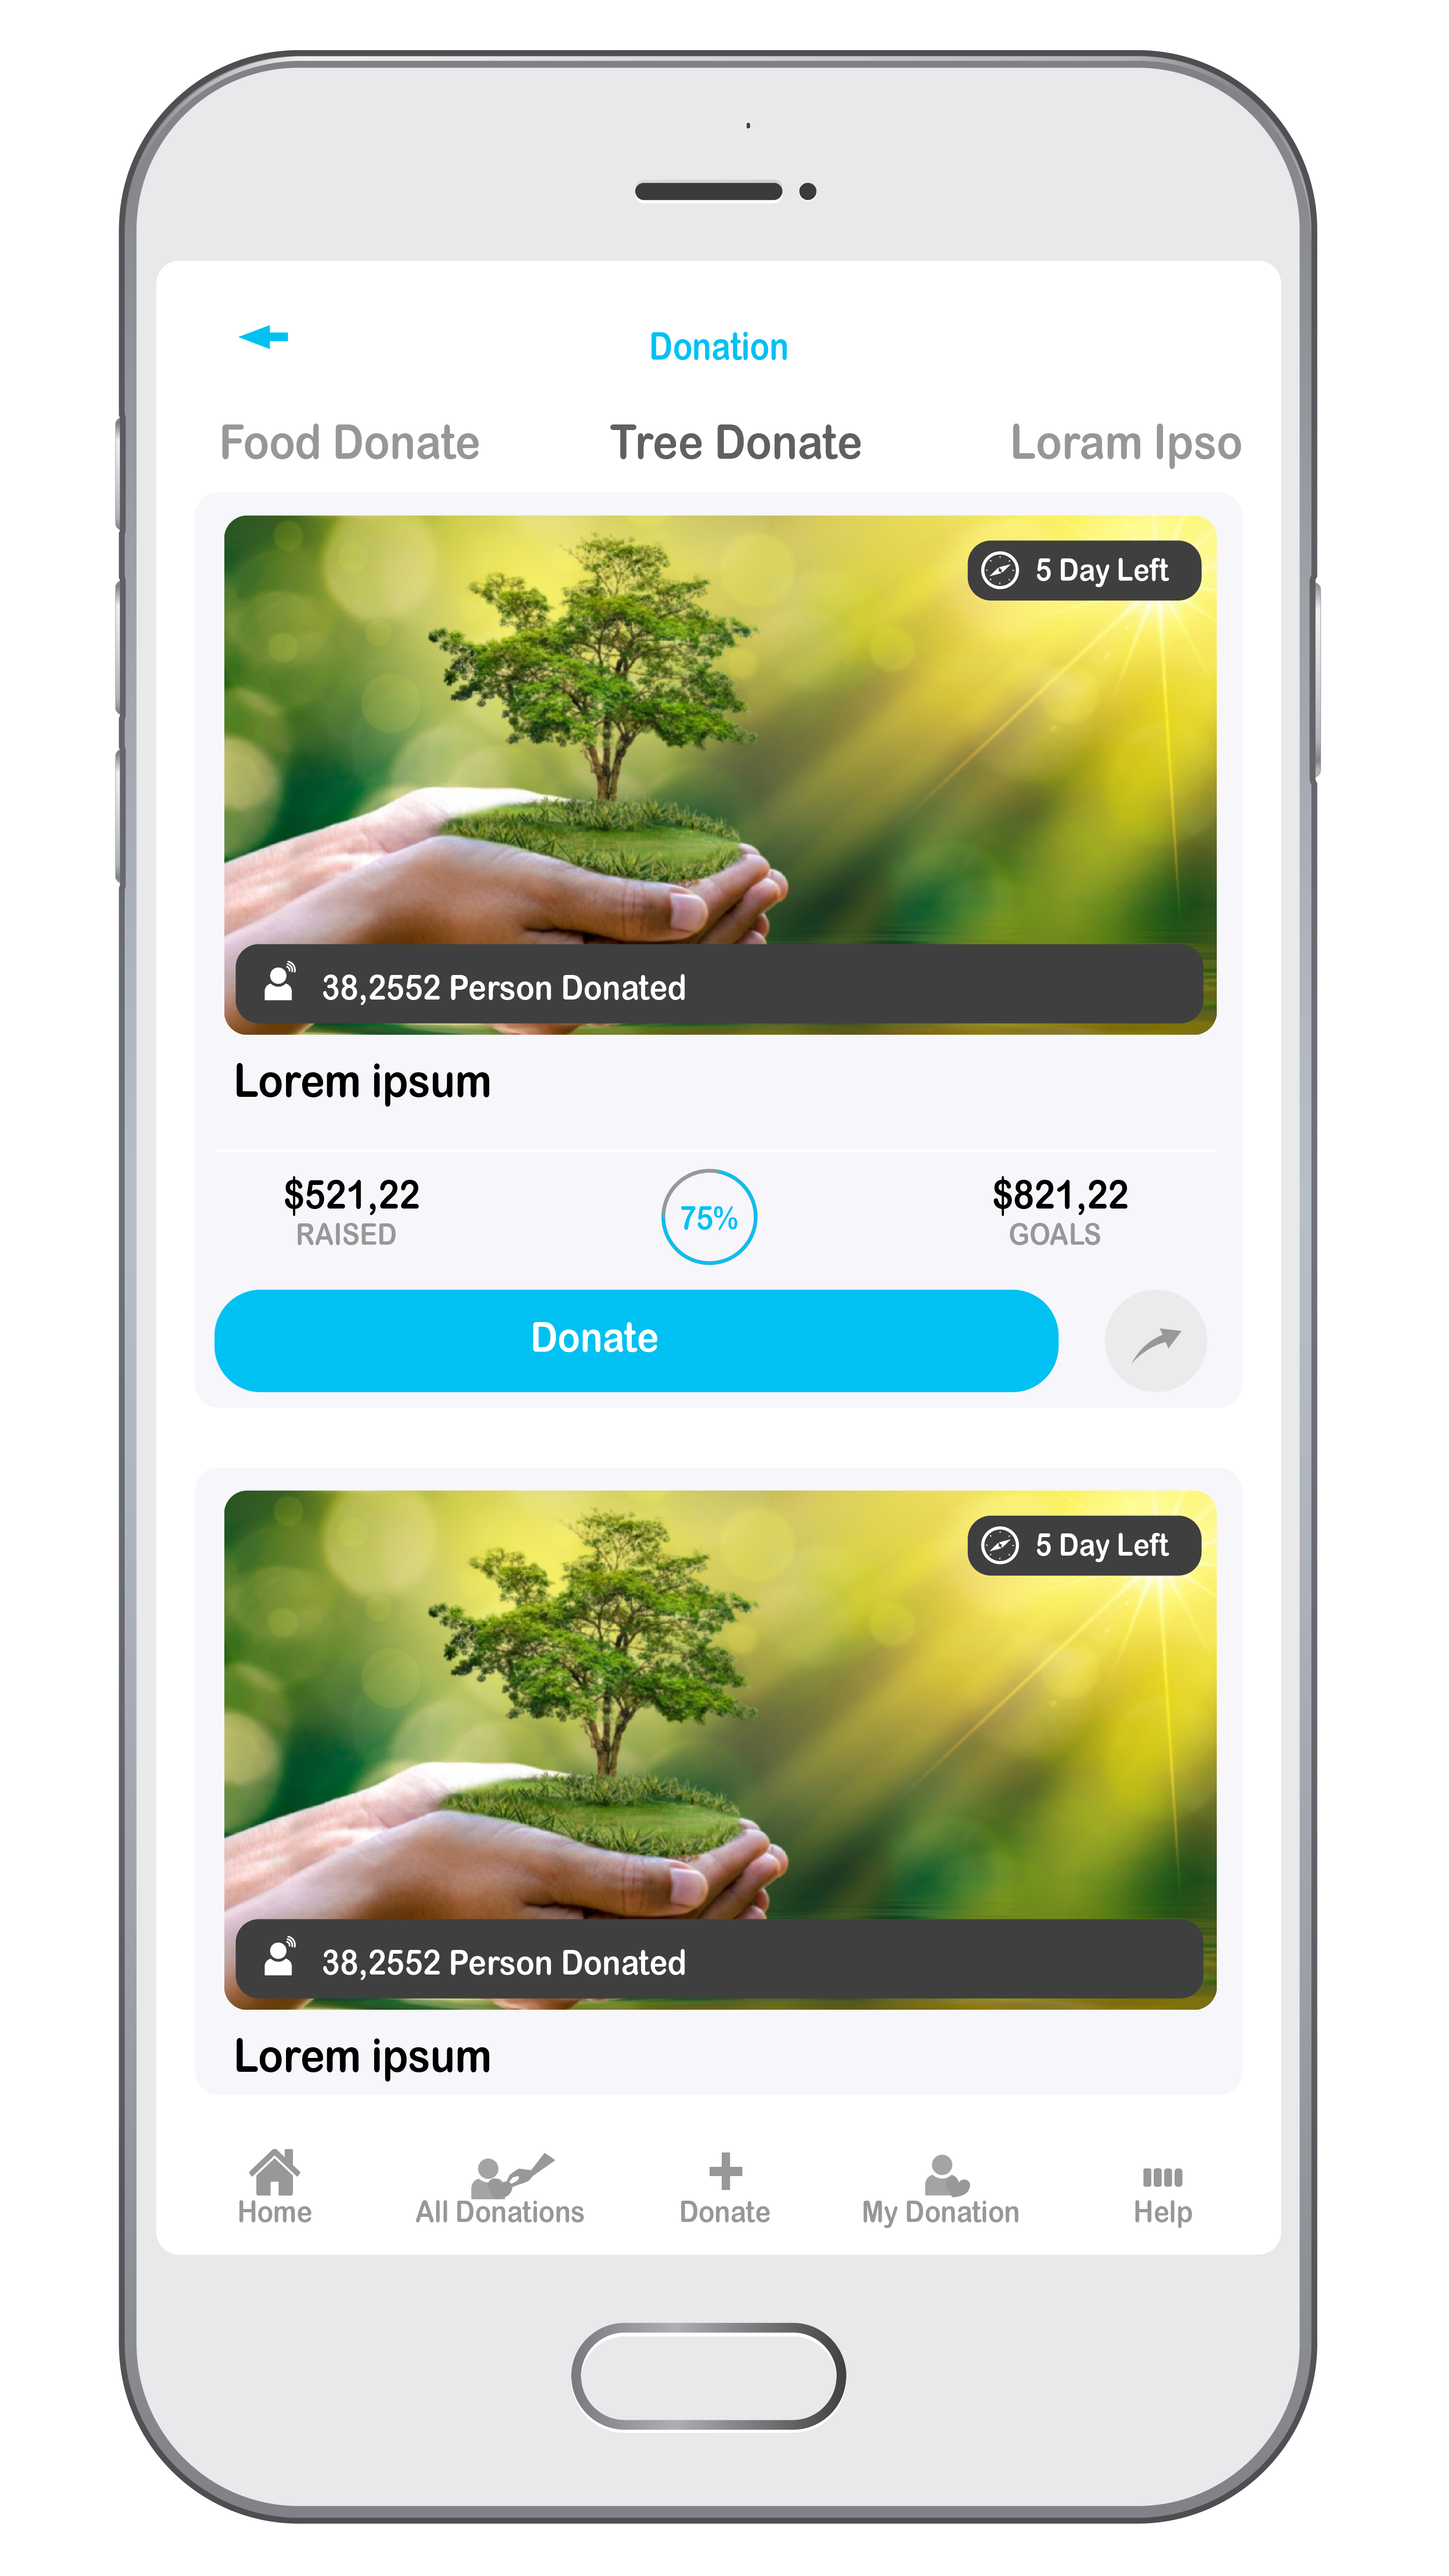 Donation
Food Donate Tree Donate Loram Ipso
5 Day Left
38,2552 Person Donated
Lorem ipsum
$521,22 75% $821,22
RAISED GOALS
Donate
5 Day Left
38,2552 Person Donated
Lorem ipsum
Home All Donations Donate My Donation Help